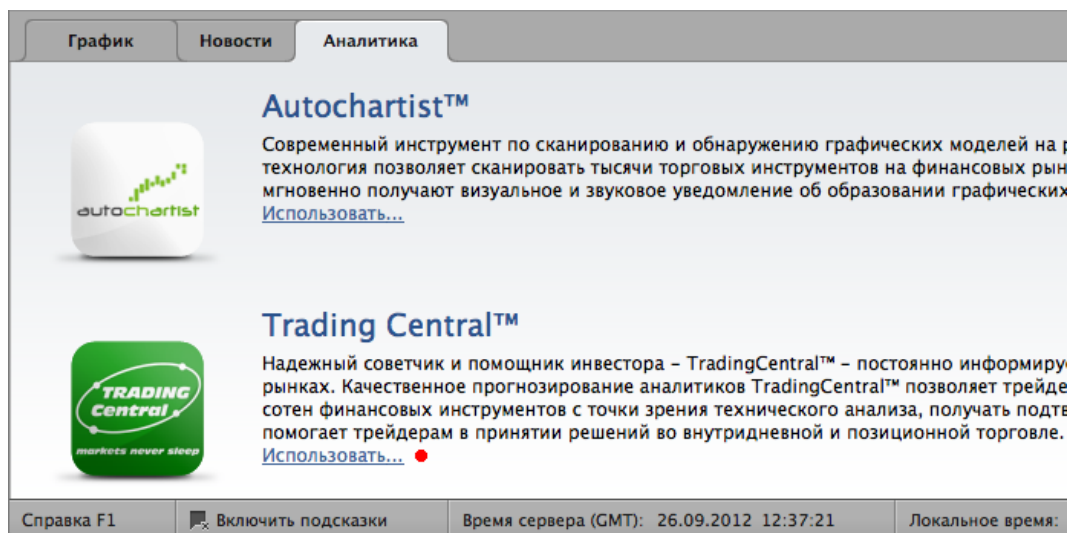 График Новости Аналитика
Autochartist™
Современный инструмент по сканированию и обнаружению графических моделей на
технология позволяет сканировать тысячи торговых инструментов на финансовых рын
мгновенно получают визуальное и звуковое уведомление об образовании графических
Использовать...
autochartist
Trading Central™
Надежный советчик и помощник инвестора – TradingCentral™ – постоянно информиру
рынках. Качественное прогнозирование аналитиков TradingCentral™ позволяет трейде
сотен финансовых инструментов с точки зрения технического анализа, получать подтв
помогает трейдерам в принятии решений во внутридневной и позиционной торговле.
Использовать...
TRADING
Central
markets never sleep
Справка F1 Включить подсказки Время сервера (GMT): 26.09.2012 12:37:21 Локальное время: